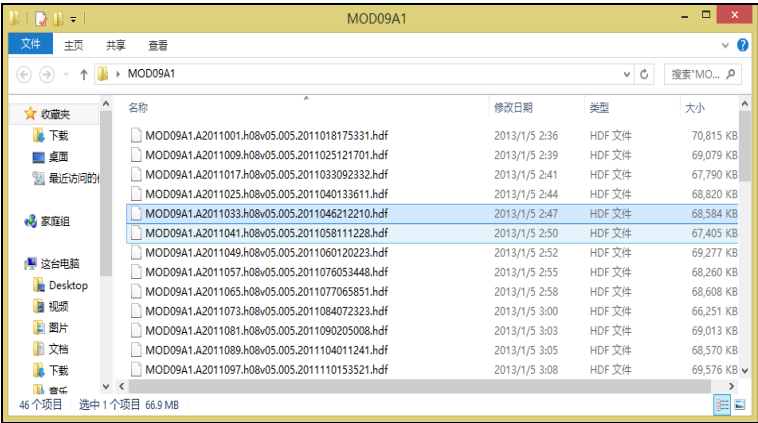 MOD09A1
文件 主页 共享 查看
MOD09A1 搜索"MO...
收藏夹
下载
桌面
最近访问的
家庭组
这台电脑
Desktop
视频
图片
文档
下载
音乐
名称 修改日期 类型 大小
MOD09A1.A2011001.h08v05.005.2011018175331.hdf 2013/1/5 2:36 HDF 文件 70,815 KB
MOD09A1.A2011009.h08v05.005.2011025121701.hdf 2013/1/5 2:39 HDF 文件 69,079 KB
MOD09A1.A2011017.h08v05.005.2011033092332.hdf 2013/1/5 2:41 HDF 文件 67,790 KB
MOD09A1.A2011025.h08v05.005.2011040133611.hdf 2013/1/5 2:44 HDF 文件 68,820 KB
MOD09A1.A2011033.h08v05.005.2011046212210.hdf 2013/1/5 2:47 HDF 文件 68,584 KB
MOD09A1.A2011041.h08v05.005.2011058111228.hdf 2013/1/5 2:50 HDF 文件 67,405 KB
MOD09A1.A2011049.h08v05.005.2011060120223.hdf 2013/1/5 2:52 HDF 文件 69,277 KB
MOD09A1.A2011057.h08v05.005.2011076053448.hdf 2013/1/5 2:55 HDF 文件 68,260 KB
MOD09A1.A2011065.h08v05.005.2011077065851.hdf 2013/1/5 2:58 HDF 文件 68,608 KB
MOD09A1.A2011073.h08v05.005.2011084072323.hdf 2013/1/5 3:00 HDF 文件 66,251 KB
MOD09A1.A2011081.h08v05.005.2011090205008.hdf 2013/1/5 3:03 HDF 文件 69,013 KB
MOD09A1.A2011089.h08v05.005.2011104011241.hdf 2013/1/5 3:05 HDF 文件 68,570 KB
MOD09A1.A2011097.h08v05.005.2011110153521.hdf 2013/1/5 3:08 HDF 文件 69,576 KB
46 个项目 选中 1 个项目 66.9 MB